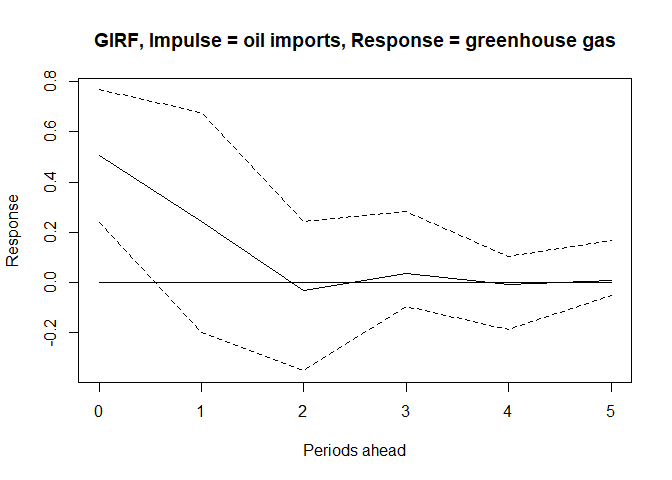 GIRF, Impulse = oil imports, Response = greenhouse gas
0.8
0.6
0.4
0.2
0.0
-0.2
Response
0 1 2 3 4 5
Periods ahead